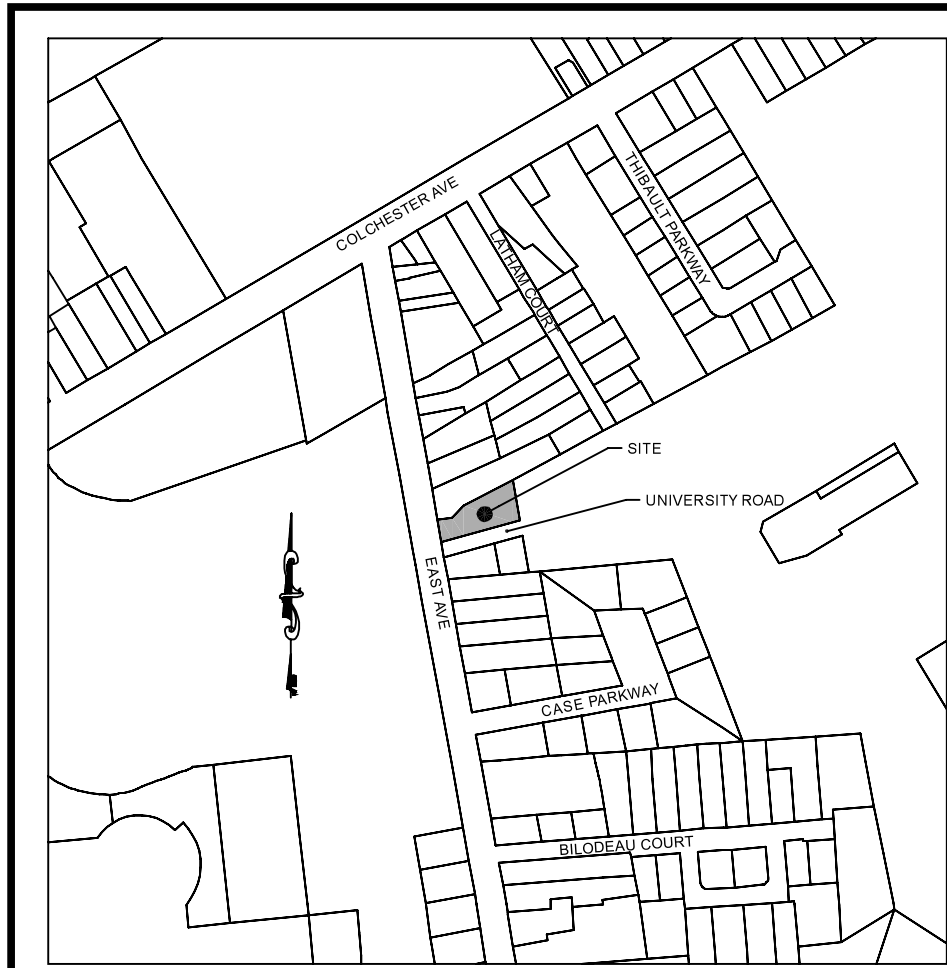 COLCHESTER AVE
THIBAULT PARKWAY
LATHAM COURT
SITE
UNIVERSITY ROAD
EAST AVE
CASE PARKWAY
BILODEAU COURT